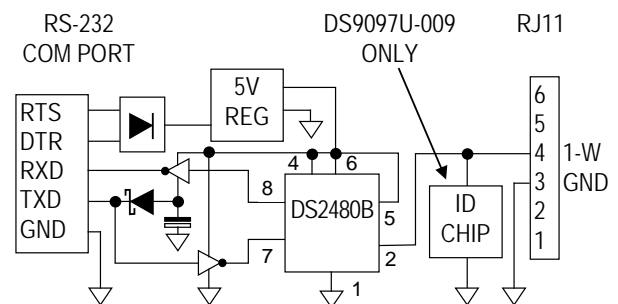 RS-232
COM PORT
DS9097U-009
ONLY
RJ11
RTS
DTR
RXD
TXD
GND
5V
REG
4
6
8
7
DS2480B
5
2
1
ID
CHIP
6
5
4
3
2
1
1-W
GND